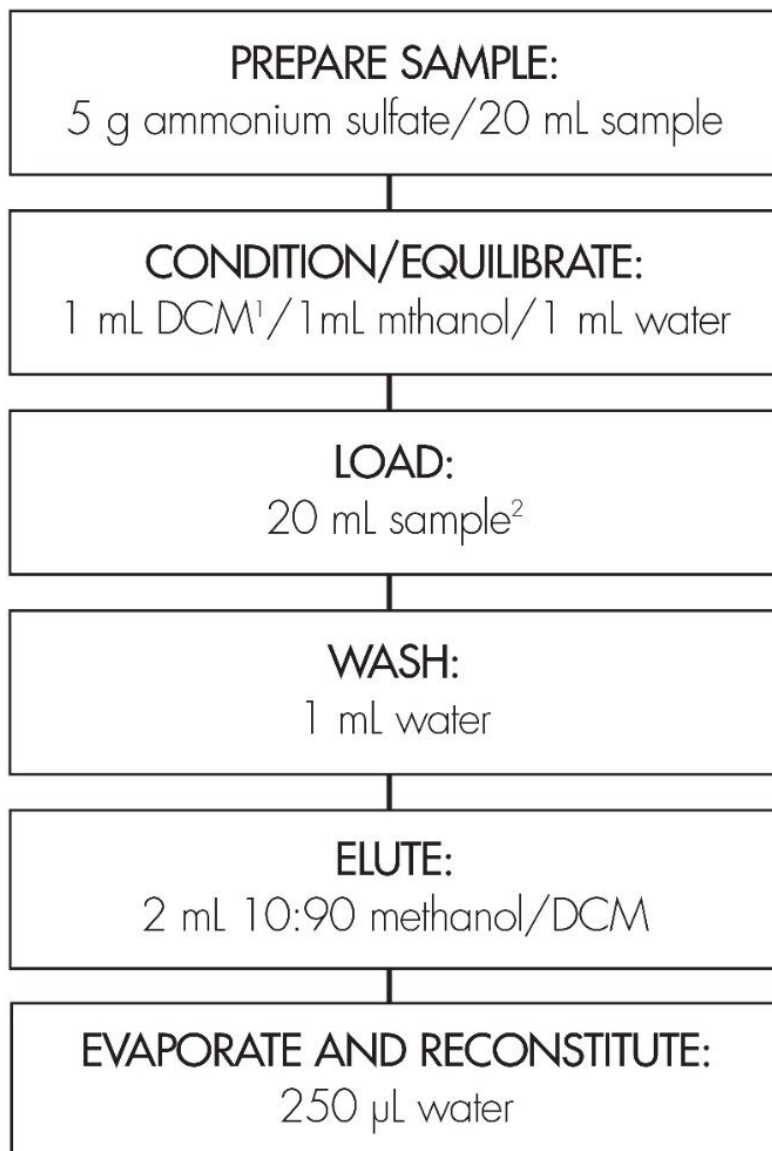 PREPARE SAMPLE:
5 g ammonium sulfate/20 mL sample
CONDITION/EQUILIBRATE:
1 mL DCM¹/1mL mthanol/1 mL water
LOAD:
20 mL sample²
WASH:
1 mL water
ELUTE:
2 mL 10:90 methanol/DCM
EVAPORATE AND RECONSTITUTE:
250 µL water